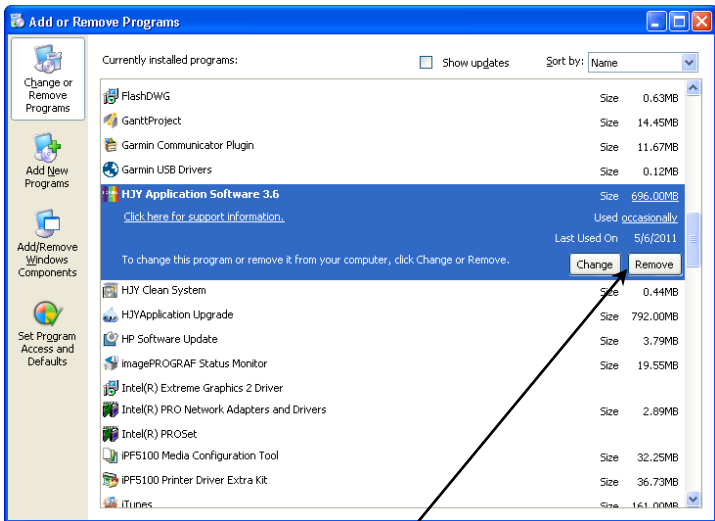 Add or Remove Programs
Change or
Remove
Programs
Add New
Programs
Add/Remove
Windows
Components
Set Program
Access and
Defaults
Currently installed programs:
Show updates
Sort by: Name
FlashDWG Size 0.63MB
GanttProject Size 14.45MB
Garmin Communicator Plugin Size 11.67MB
Garmin USB Drivers Size 0.12MB
HJY Application Software 3.6 Size 696.00MB
Click here for support information. Used occasionally
Last Used On 5/6/2011
To change this program or remove it from your computer, click Change or Remove. Change Remove
HJY Clean System Size 0.44MB
HJYApplication Upgrade Size 792.00MB
HP Software Update Size 3.79MB
imagePROGRAF Status Monitor Size 19.55MB
Intel(R) Extreme Graphics 2 Driver
Intel(R) PRO Network Adapters and Drivers Size 2.89MB
Intel(R) PROSet
iPF5100 Media Configuration Tool Size 32.25MB
iPF5100 Printer Driver Extra Kit Size 36.73MB
iTunes Size 161.00MB